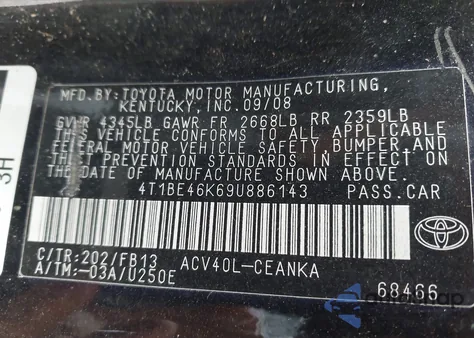 MFD.BY:TOYOTA MOTOR MANUFACTURING,
KENTUCKY,INC.09/08
GVWR 4345LB GAWR FR 2668LB RR 2359LB
THIS VEHICLE CONFORMS TO ALL APPLICABLE
FEDERAL MOTOR VEHICLE SAFETY,BUMPER,AND
THEFT PREVENTION STANDARDS IN EFFECT ON
THE DATE OF MANUFACTURE SHOWN ABOVE.
4T1BE46K69U886143 PASS.CAR
C/TR:202/FB13 ACV40L-CEANKA
A/TM:-03A/U250E
TOYOTA
68466
3H